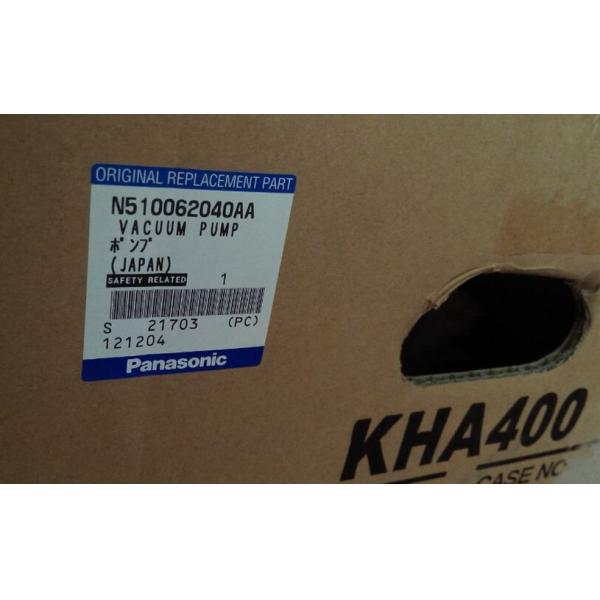 ORIGINAL REPLACEMENT PART
N510062040AA
VACUUM PUMP
ポンプ
(JAPAN)
SAFETY RELATED 1
S 21703 (PC)
121204
Panasonic
KHA400
CASE NO